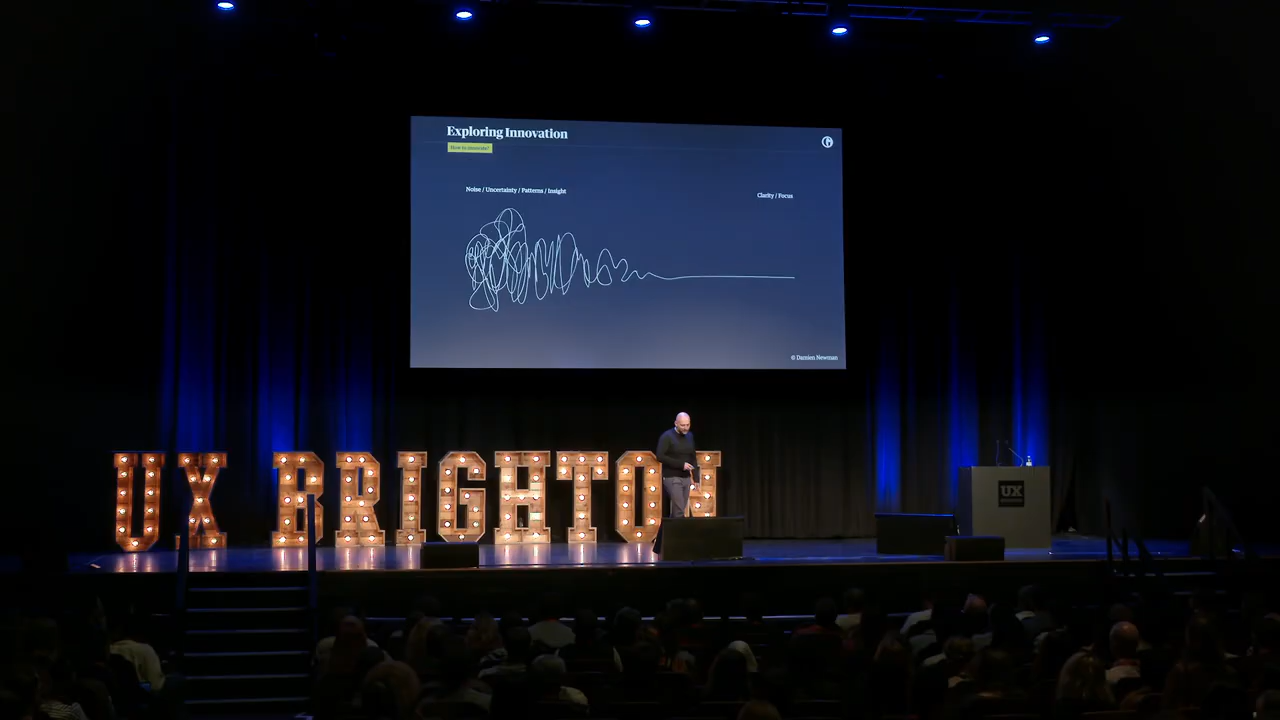 Exploring Innovation
How to innovate?
Noise / Uncertainty / Patterns / Insight
Clarity / Focus
© Damien Newman
UX BRIGHTON
UX